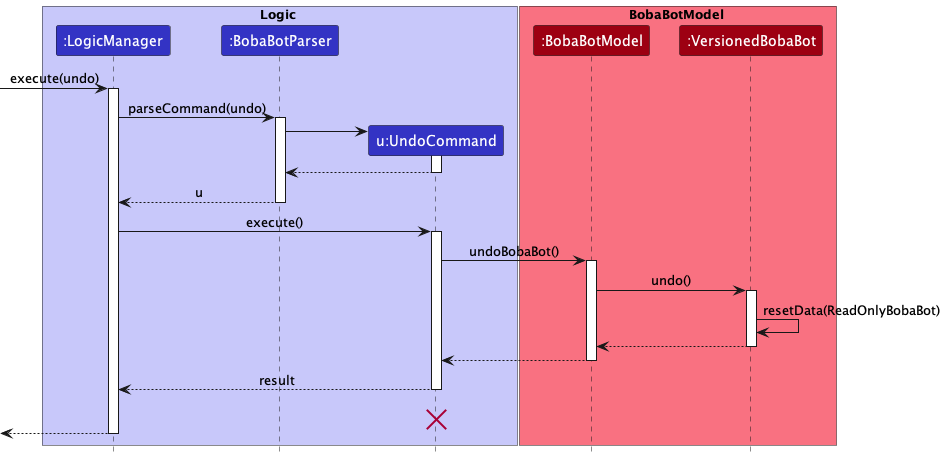 Logic
BobaBotModel
:LogicManager
:BobaBotParser
:BobaBotModel
:VersionedBobaBot
execute(undo)
parseCommand(undo)
u:UndoCommand
u
execute()
undoBobaBot()
undo()
resetData(ReadOnlyBobaBot)
result